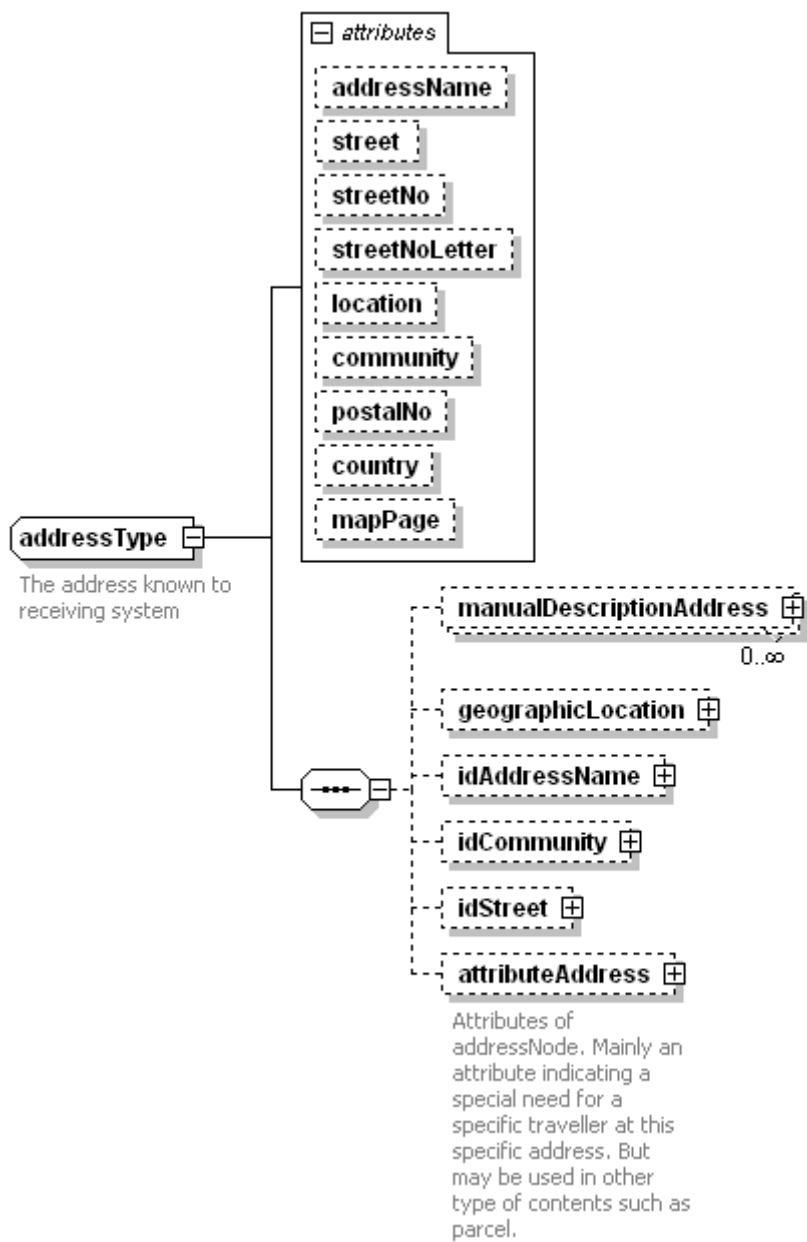 attributes
addressName
street
streetNo
streetNoLetter
location
community
postalNo
country
mapPage
addressType
The address known to
receiving system
manualDescriptionAddress
0..∞
geographicLocation
idAddressName
idCommunity
idStreet
attributeAddress
Attributes of
addressNode. Mainly an
attribute indicating a
special need for a
specific traveller at this
specific address. But
may be used in other
type of contents such as
parcel.